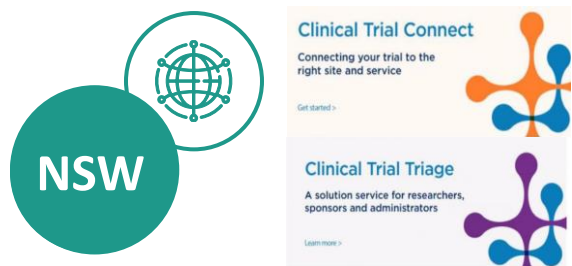 NSW
Clinical Trial Connect
Connecting your trial to the
right site and service
Get started >
Clinical Trial Triage
A solution service for researchers,
sponsors and administrators
Learn more >